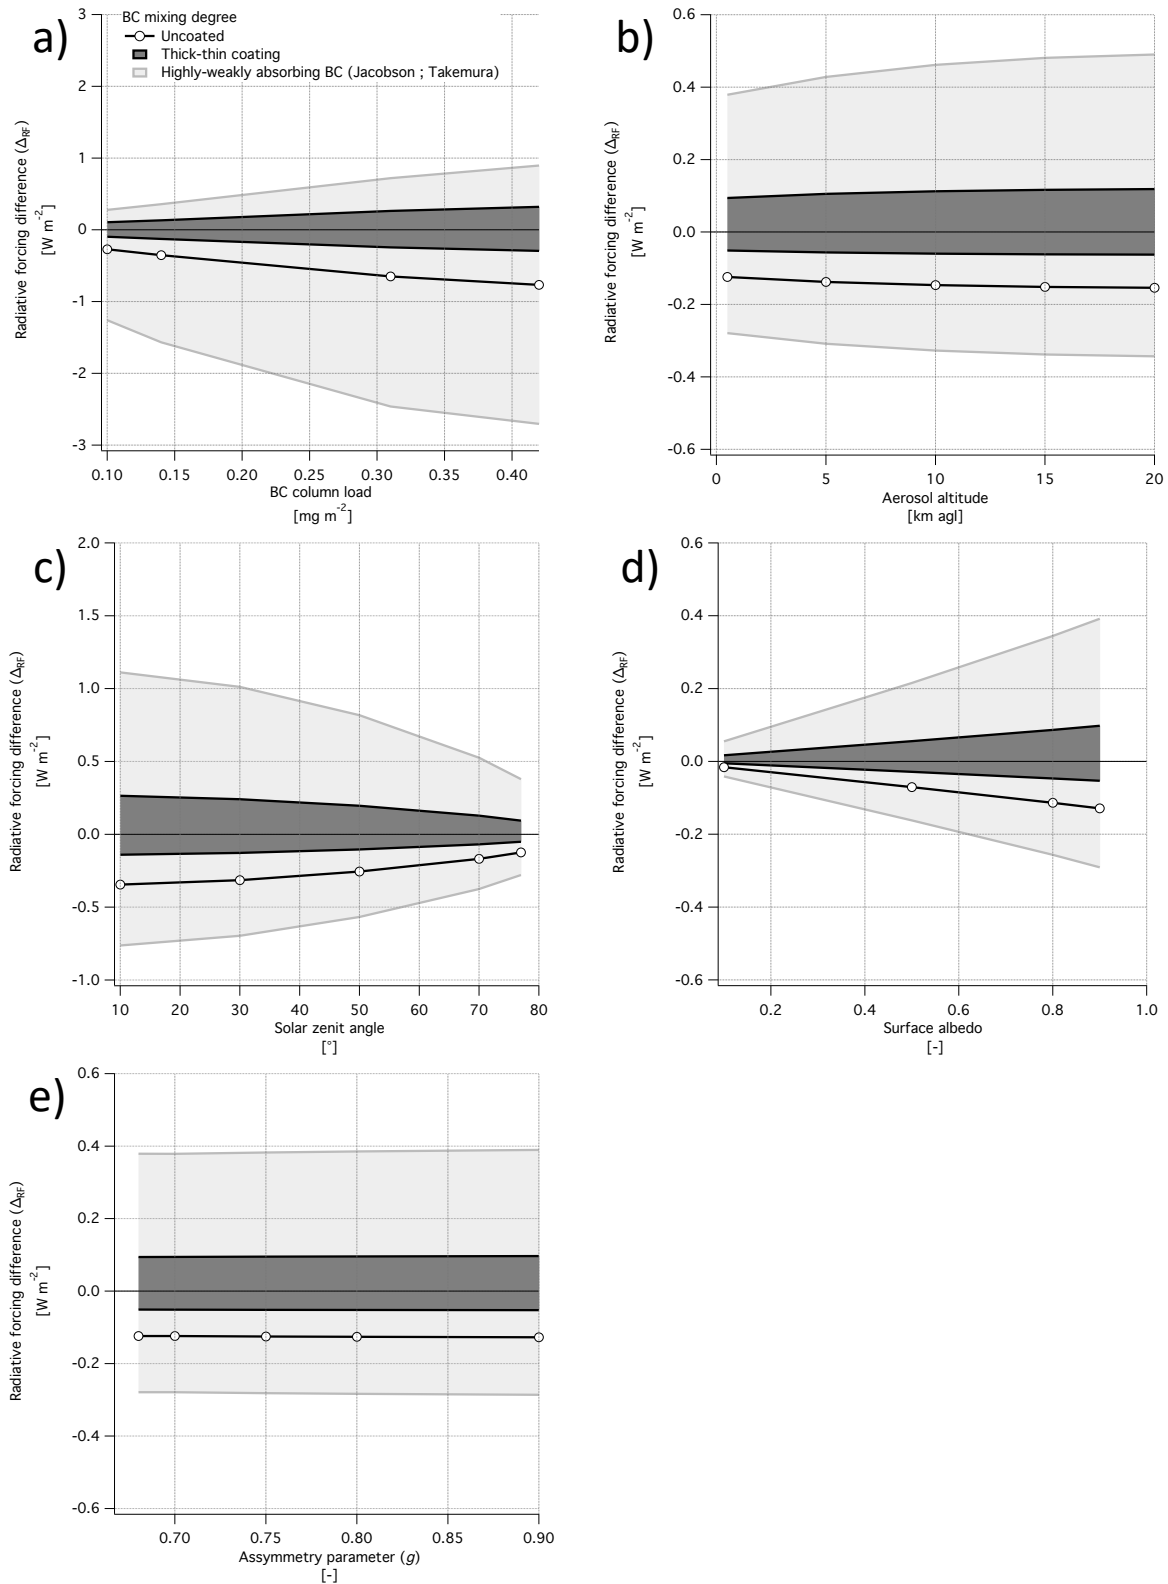 a)
BC mixing degree
Uncoated
Thick-thin coating
Highly-weakly absorbing BC (Jacobson ; Takemura)
3
2
1
0
-1
-2
-3
Radiative forcing difference (ΔRF)
[W m-2]
0.10 0.15 0.20 0.25 0.30 0.35 0.40
BC column load
[mg m-2]
b)
0.6
0.4
0.2
0.0
-0.2
-0.4
-0.6
Radiative forcing difference (ΔRF)
[W m-2]
0 5 10 15 20
Aerosol altitude
[km agl]
c)
2.0
1.5
1.0
0.5
0.0
-0.5
-1.0
Radiative forcing difference (ΔRF)
[W m-2]
10 20 30 40 50 60 70 80
Solar zenit angle
[°]
d)
0.6
0.4
0.2
0.0
-0.2
-0.4
-0.6
Radiative forcing difference (ΔRF)
[W m-2]
0.2 0.4 0.6 0.8 1.0
Surface albedo
[-]
e)
0.6
0.4
0.2
0.0
-0.2
-0.4
-0.6
Radiative forcing difference (ΔRF)
[W m-2]
0.70 0.75 0.80 0.85 0.90
Assymmetry parameter (g)
[-]